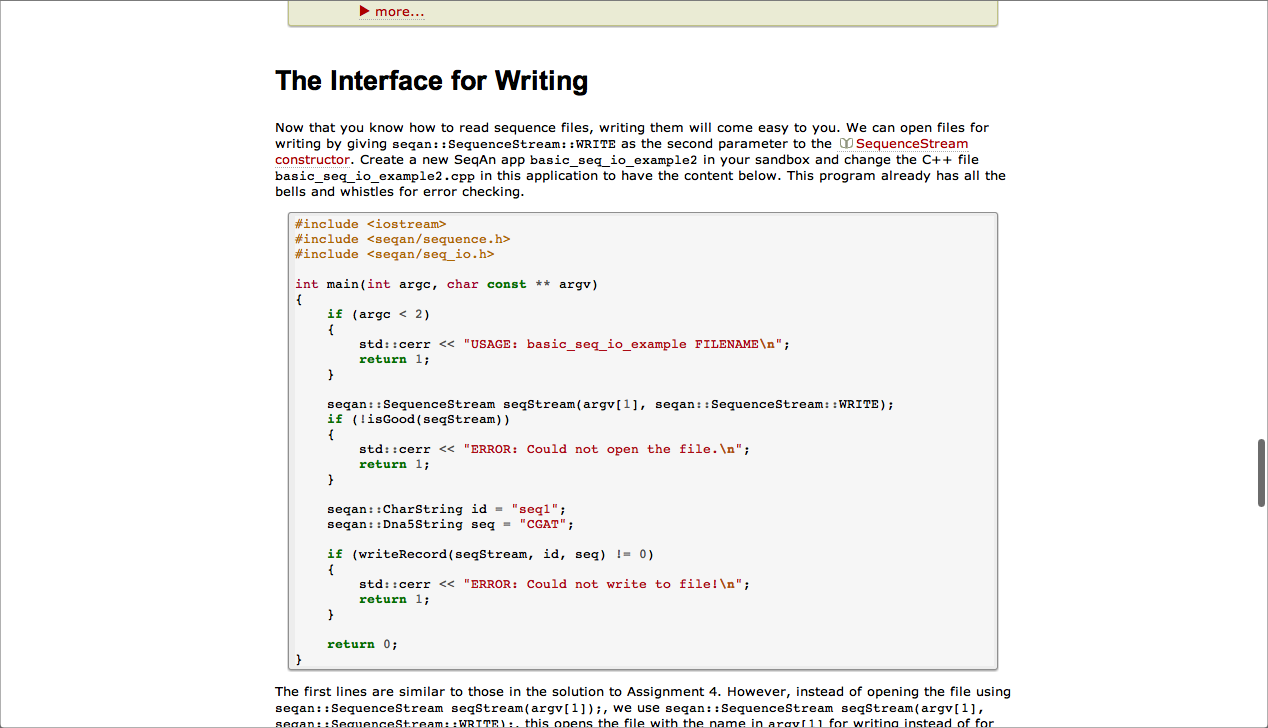 ▶ more...
The Interface for Writing
Now that you know how to read sequence files, writing them will come easy to you. We can open files for
writing by giving seqan::SequenceStream::WRITE as the second parameter to the SequenceStream
constructor. Create a new SeqAn app basic_seq_io_example2 in your sandbox and change the C++ file
basic_seq_io_example2.cpp in this application to have the content below. This program already has all the
bells and whistles for error checking.
#include <iostream>
#include <seqan/sequence.h>
#include <seqan/seq_io.h>
int main(int argc, char const ** argv)
{
    if (argc < 2)
    {
        std::cerr << "USAGE: basic_seq_io_example FILENAME\n";
        return 1;
    }
    seqan::SequenceStream seqStream(argv[1], seqan::SequenceStream::WRITE);
    if (!isGood(seqStream))
    {
        std::cerr << "ERROR: Could not open the file.\n";
        return 1;
    }
    seqan::CharString id = "seq1";
    seqan::Dna5String seq = "CGAT";
    if (writeRecord(seqStream, id, seq) != 0)
    {
        std::cerr << "ERROR: Could not write to file!\n";
        return 1;
    }
    return 0;
}
The first lines are similar to those in the solution to Assignment 4. However, instead of opening the file using
seqan::SequenceStream seqStream(argv[1]);, we use seqan::SequenceStream seqStream(argv[1],
seqan::SequenceStream::WRITE);, this opens the file with the name in argv[1] for writing instead of for